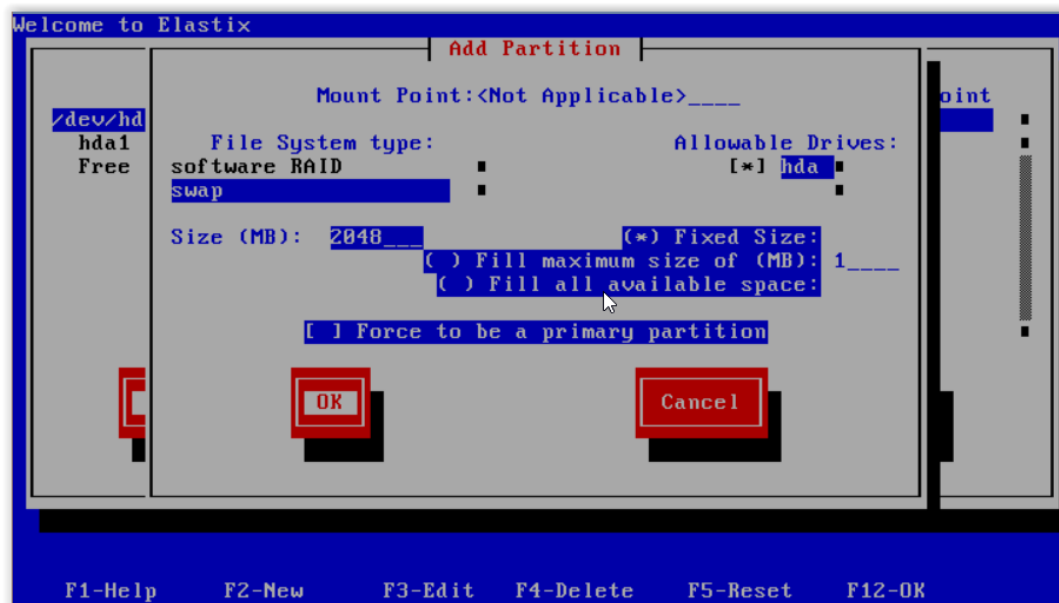 Welcome to Elastix
Add Partition
Mount Point:<Not Applicable>____
oint
/dev/hd
hda1
File System type:
Allowable Drives:
Free
software RAID
[*] hda
swap
Size (MB): 2048___
(*) Fixed Size:
( ) Fill maximum size of (MB): 1____
( ) Fill all available space:
[ ] Force to be a primary partition
OK
Cancel
F1-Help F2-New F3-Edit F4-Delete F5-Reset F12-OK